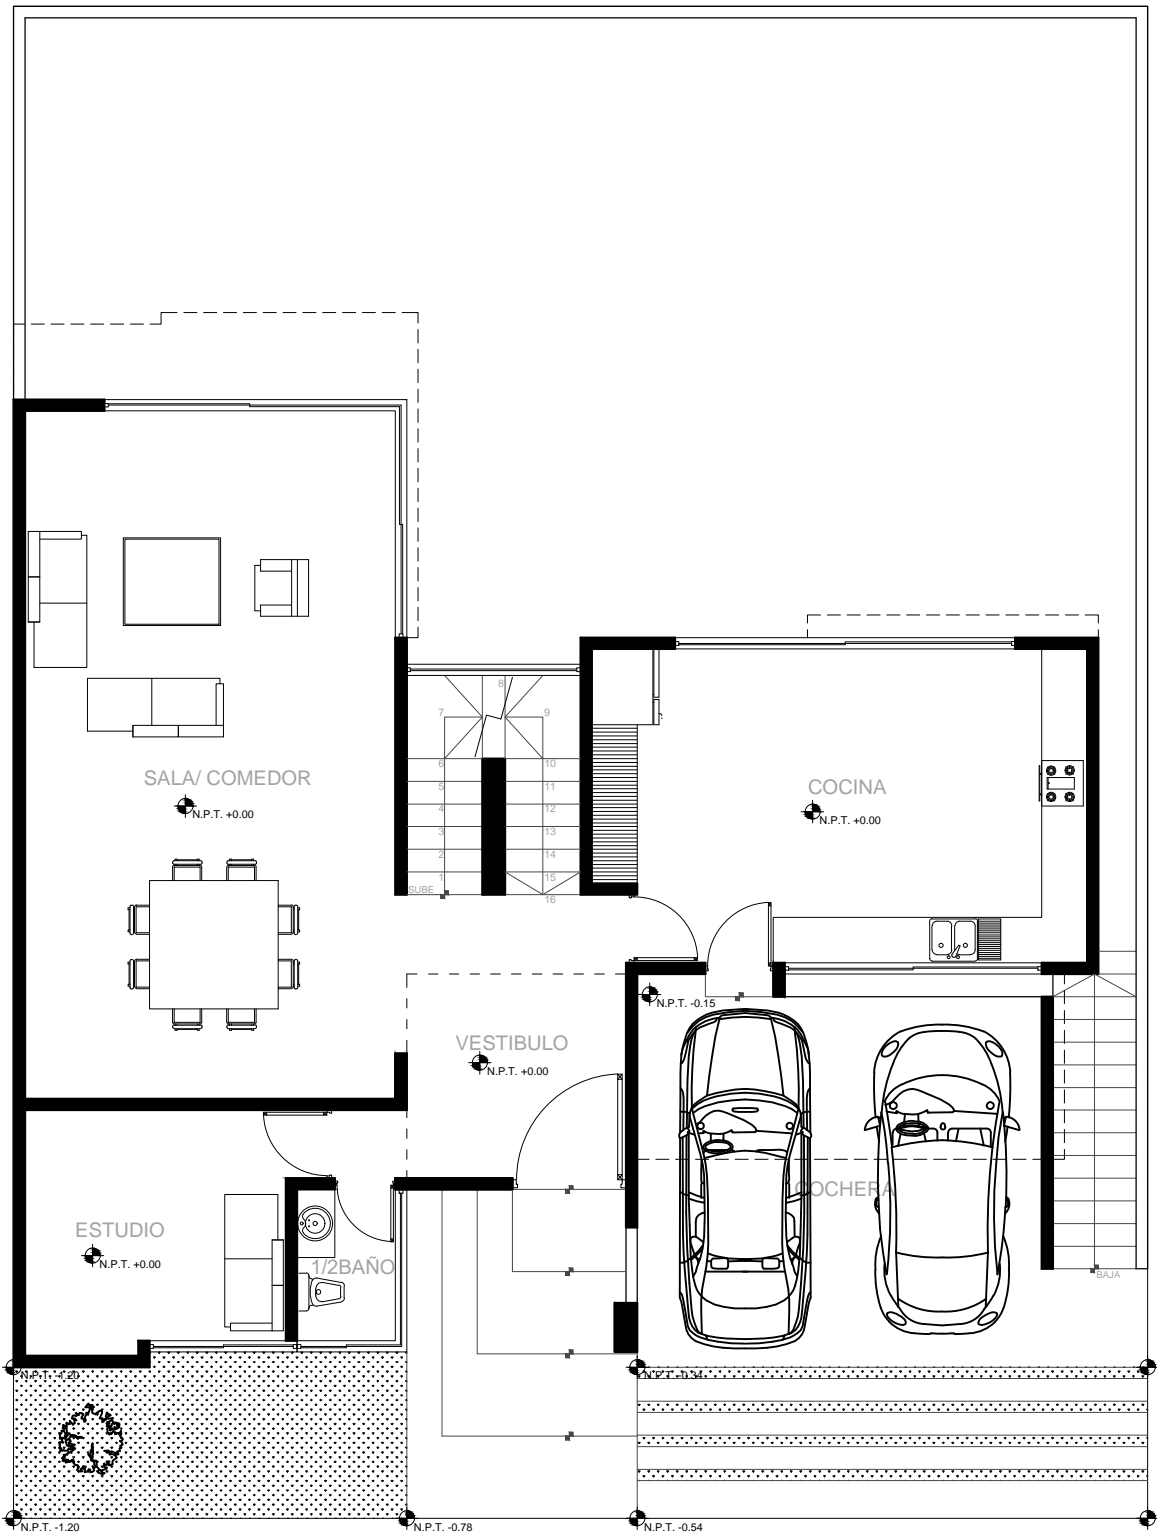 8
7
9
6
10
5
11
4
12
3
13
2
14
1
15
SUBE
16
SALA/ COMEDOR
N.P.T. +0.00
COCINA
N.P.T. +0.00
N.P.T. -0.15
VESTIBULO
N.P.T. +0.00
COCHERA
ESTUDIO
N.P.T. +0.00
1/2BAÑO
BAJA
N.P.T. -1.20
N.P.T. -0.34
N.P.T. -1.20
N.P.T. -0.78
N.P.T. -0.54